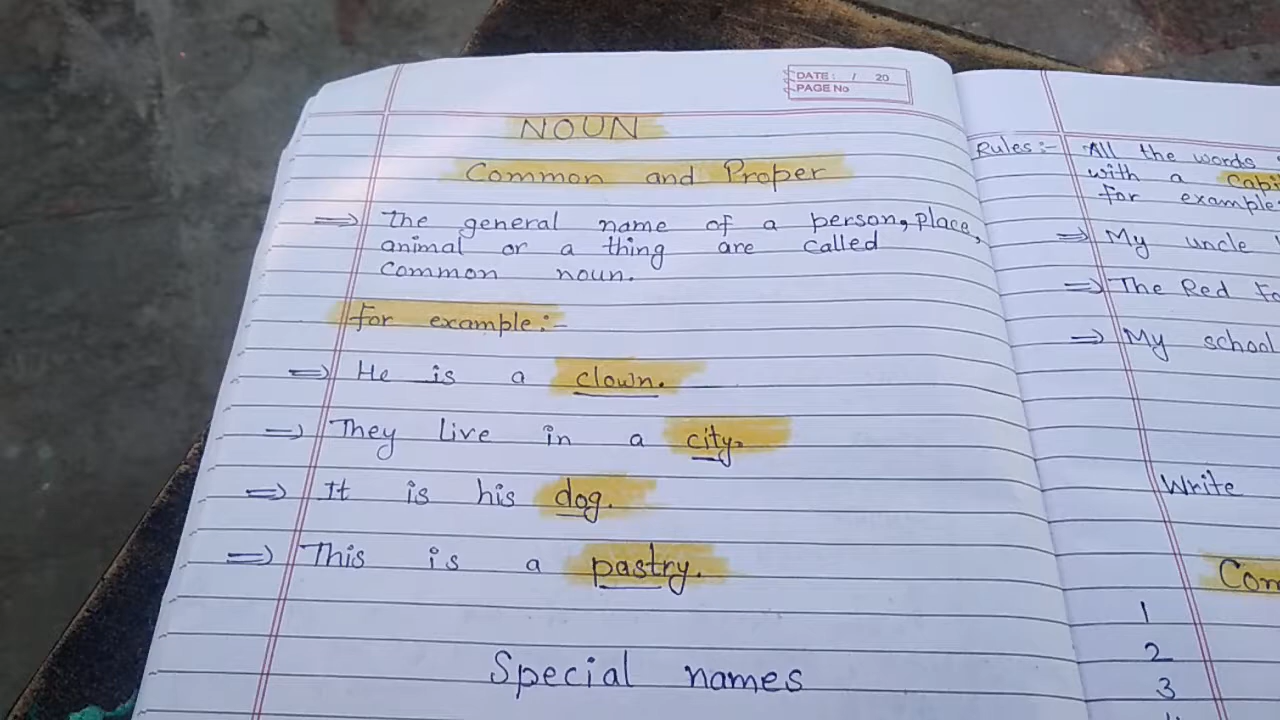 DATE: / 20
PAGE No
NOUN
Common and Proper
⇒ The general name of a person, place,
animal or a thing are called
common noun.
for example:-
⇒ He is a clown.
⇒ They live in a city.
⇒ It is his dog.
⇒ This is a pastry.
Special names
Rules:- All the words
with a
for example
⇒ My uncle
⇒ The Red
⇒ My school
Write
1
2
3